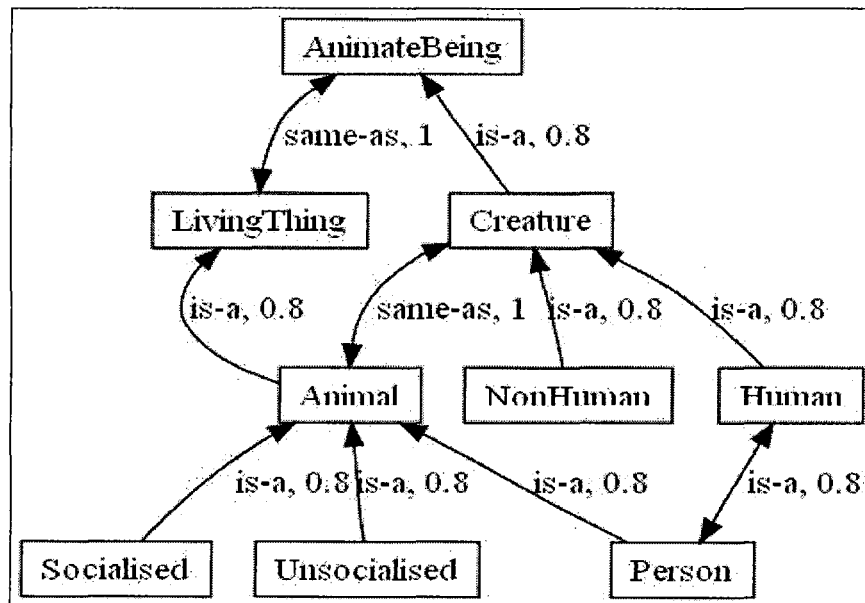 AnimateBeing
same-as, 1
is-a, 0.8
LivingThing
Creature
is-a, 0.8
same-as, 1
is-a, 0.8
is-a, 0.8
Animal
NonHuman
Human
is-a, 0.8
is-a, 0.8
is-a, 0.8
is-a, 0.8
Socialised
Unsocialised
Person